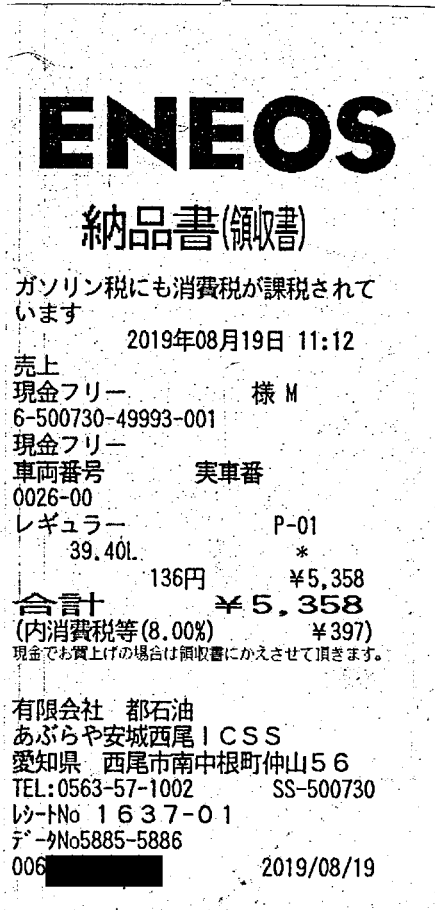 ENEOS
納品書(領収書)
ガソリン税にも消費税が課税されて
います
2019年08月19日 11:12
売上
現金フリー 様 M
6-500730-49993-001
現金フリー
車両番号 実車番
0026-00
レギュラー P-01
39.40L *
136円 ¥5,358
合計 ¥5,358
(内消費税等(8.00%) ¥397)
現金でお買上げの場合は領収書にかえさせて頂きます。
有限会社 都石油
あぶらや安城西尾ICSS
愛知県 西尾市南中根町仲山56
TEL:0563-57-1002 SS-500730
レシートNo 1637-01
データNo5885-5886
006 2019/08/19